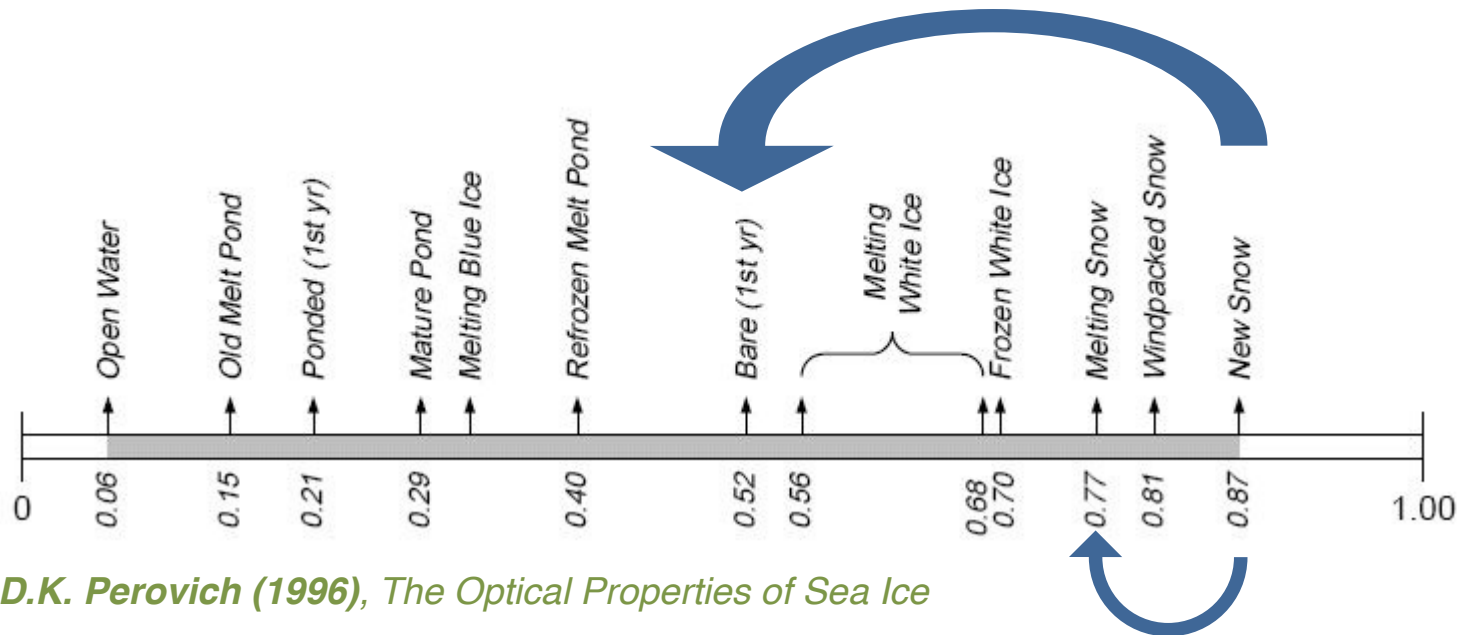 Open Water
Old Melt Pond
Ponded (1st yr)
Mature Pond
Melting Blue Ice
Refrozen Melt Pond
Bare (1st yr)
Melting
White Ice
Frozen White Ice
Melting Snow
Windpacked Snow
New Snow
0
0.06
0.15
0.21
0.29
0.40
0.52
0.56
0.68
0.70
0.77
0.81
0.87
1.00
D.K. Perovich (1996), The Optical Properties of Sea Ice